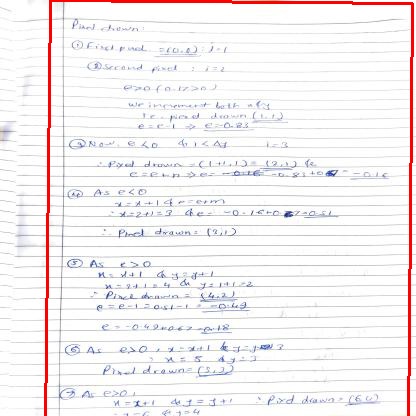 Pixel drawn:
① First pixel = (0,0) : i=1
② Second pixel : i=2
e>0 (0.17>0)
We increment both x & y
i.e. pixel drawn (1,1)
e=e-1 ⇒ e=-0.83
③ Now e<0 & i<Δy i=3
∴ Pixel drawn = (1+1,1) = (2,1) &
e=e+m ⇒ e= -0.83+0.67 = -0.16
④ As e<0
x=x+1 & e=e+m
∴ x=2+1=3 & e= -0.16+0.67=0.51
∴ Pixel drawn = (3,1)
⑤ As e>0
x=x+1 & y=y+1
x=3+1=4 & y=1+1=2
∴ Pixel drawn = (4,2)
e=e-1=0.51-1=-0.49
e=-0.49+0.67=0.18
⑥ As e>0, x=x+1 & y=y 3
∴ x=5 & y=3
Pixel drawn = (5,3)
⑦ As e>0,
x=x+1 & y=y+1 ∴ Pixel drawn = (6,4)
∴ x=6 & y=4